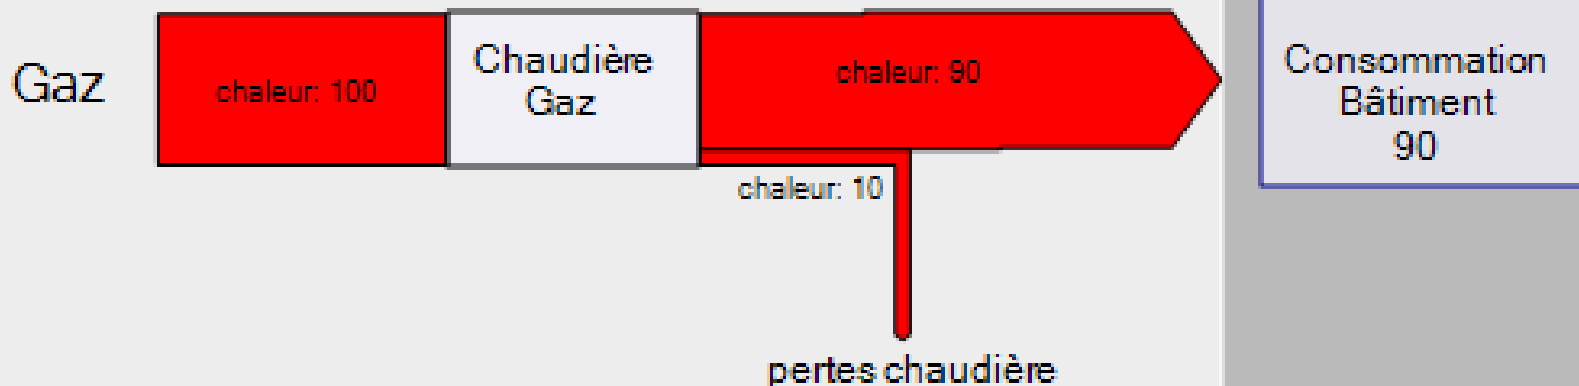 Gaz
chaleur: 100
Chaudière
Gaz
chaleur: 90
Consommation
Bâtiment
90
chaleur: 10
pertes chaudière